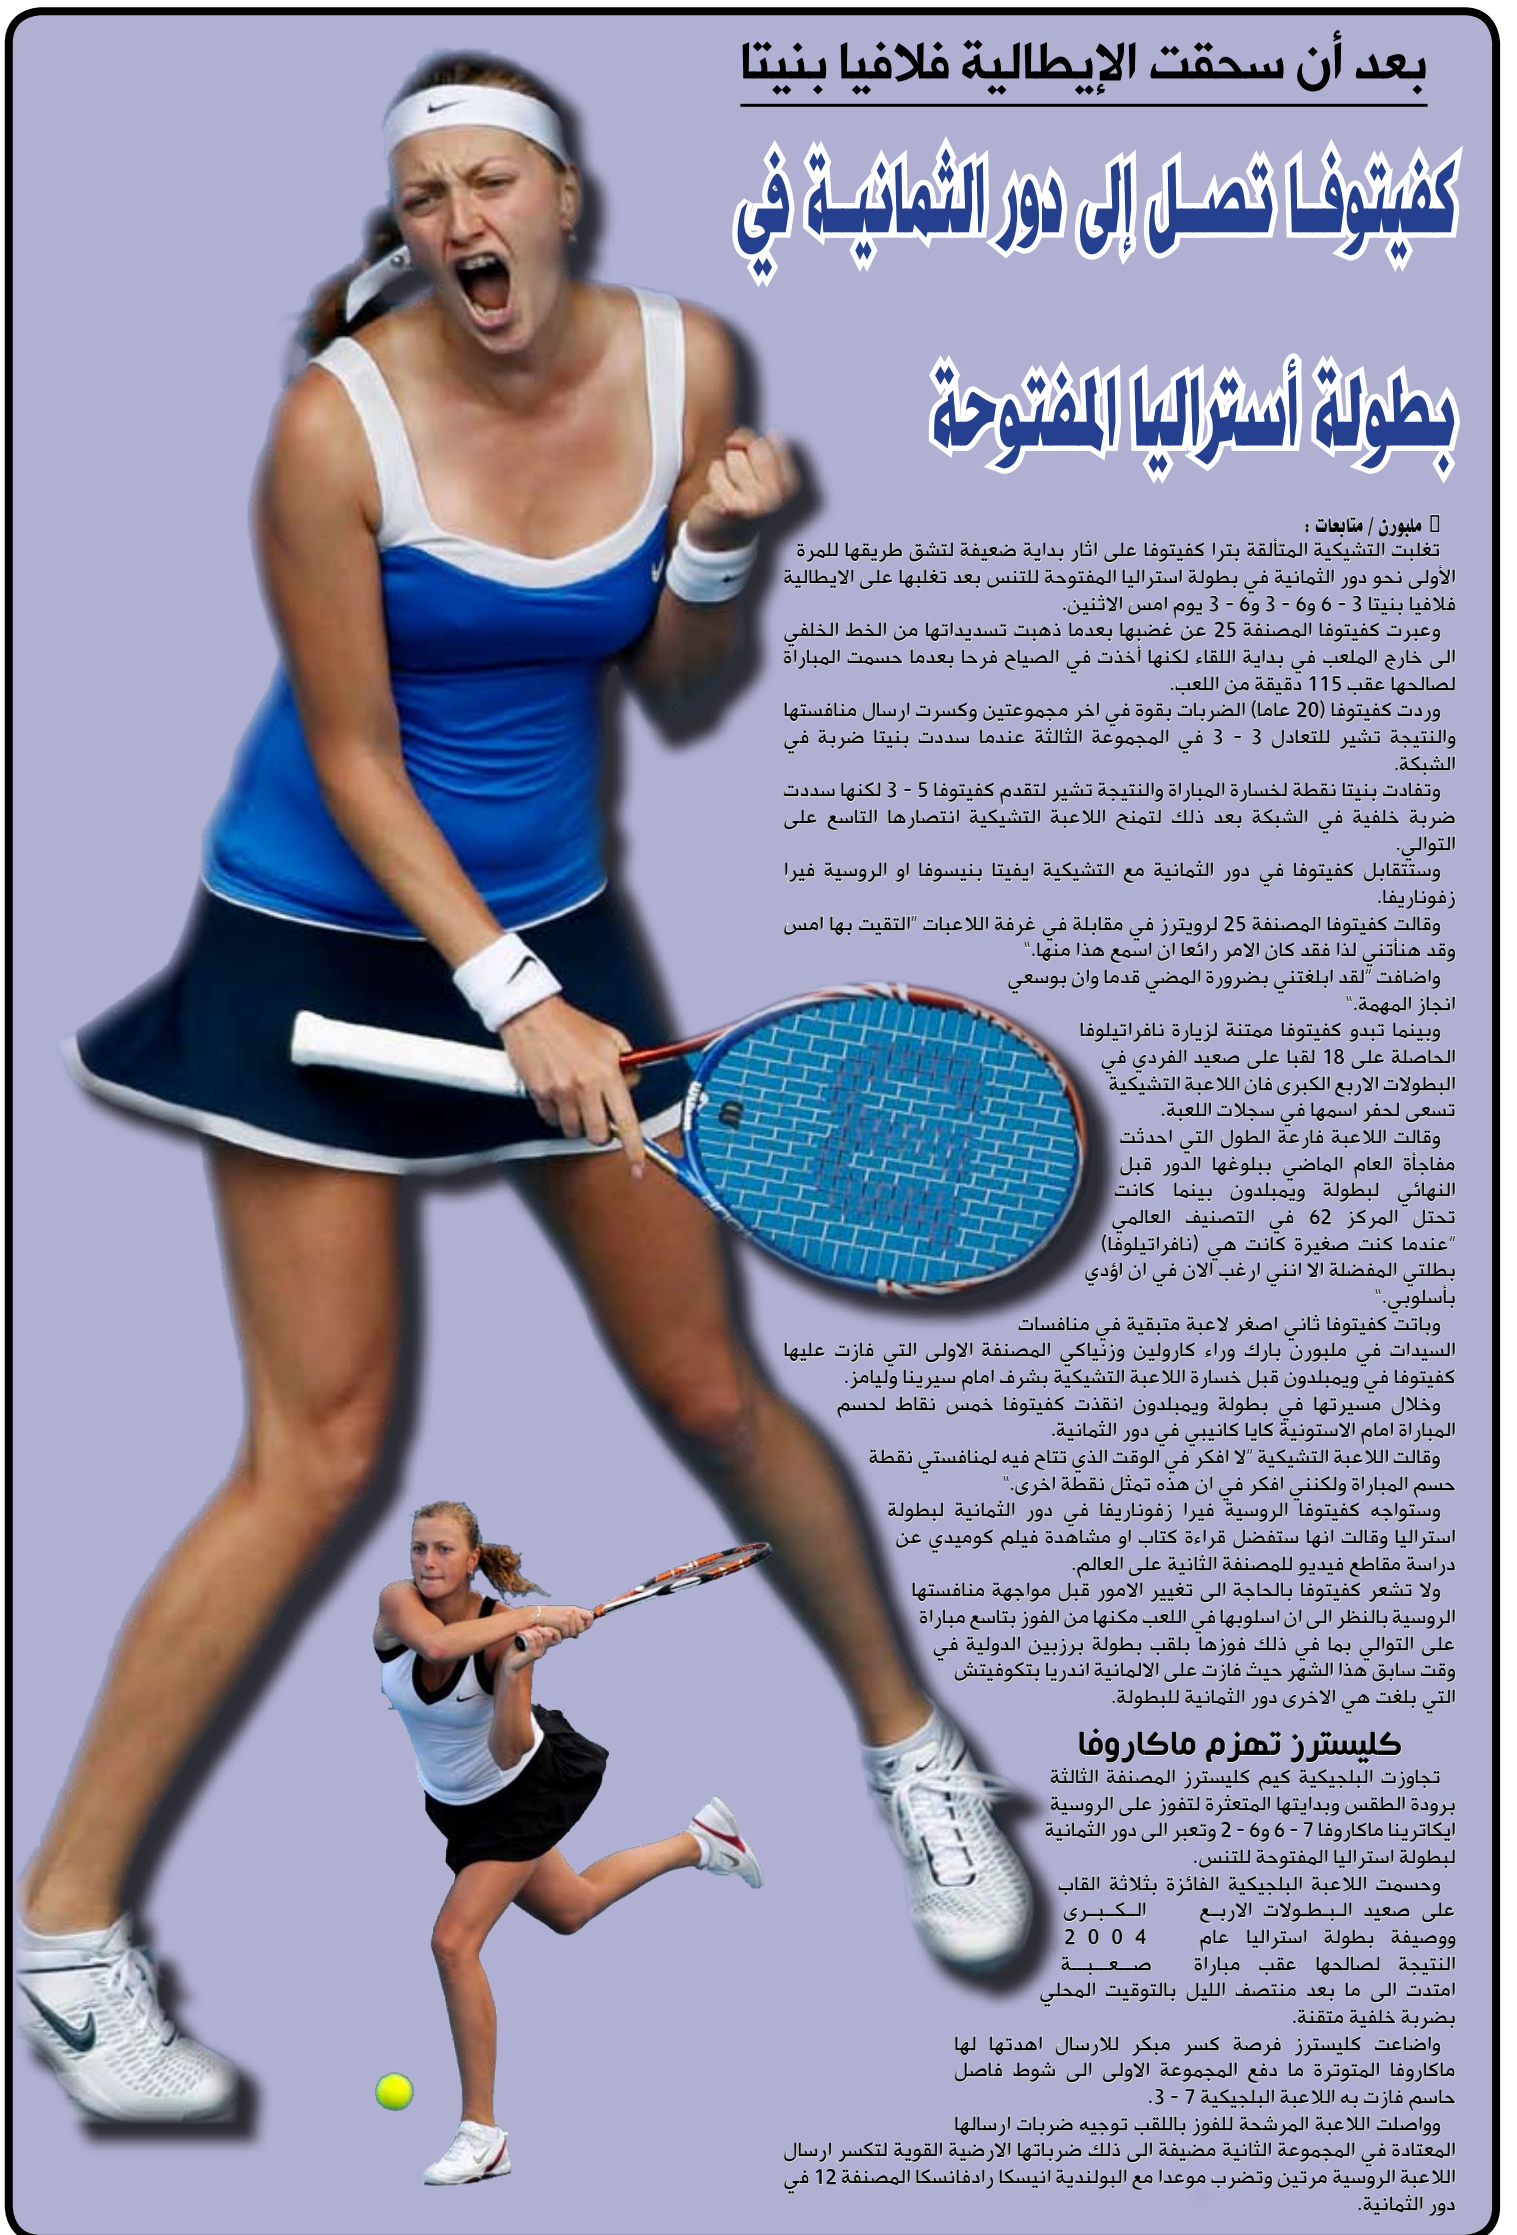 بعد أن سحقت الإيطالية فلافيا بنيتا
كفيتوفـا تصـل إلى دور الثمانيـة في
بطولة أستراليا المفتوحة
ملبورن / متابعات :
تغلبت التشيكية المتألقة بترا كفيتوفا على اثار بداية ضعيفة لتشق طريقها للمرة
الأولى نحو دور الثمانية في بطولة استراليا المفتوحة للتنس بعد تغلبها على الايطالية
فلافيا بنيتا 3 - 6 و6 - 3 و6 - 3 يوم امس الاثنين.
وعبرت كفيتوفا المصنفة 25 عن غضبها بعدما ذهبت تسديداتها من الخط الخلفي
الى خارج الملعب في بداية اللقاء لكنها أخذت في الصياح فرحا بعدما حسمت المباراة
لصالحها عقب 115 دقيقة من اللعب.
وردت كفيتوفا (20 عاما) الضربات بقوة في اخر مجموعتين وكسرت ارسال منافستها
والنتيجة تشير للتعادل 3 - 3 في المجموعة الثالثة عندما سددت بنيتا ضربة في
الشبكة.
وتفادت بنيتا نقطة لخسارة المباراة والنتيجة تشير لتقدم كفيتوفا 5 - 3 لكنها سددت
ضربة خلفية في الشبكة بعد ذلك لتمنح اللاعبة التشيكية انتصارها التاسع على
التوالي.
وستتقابل كفيتوفا في دور الثمانية مع التشيكية ايفيتا بنيسوفا او الروسية فيرا
زفوناريفا.
وقالت كفيتوفا المصنفة 25 لرويترز في مقابلة في غرفة اللاعبات "التقيت بها امس
وقد هنأتني لذا فقد كان الامر رائعا ان اسمع هذا منها."
واضافت "لقد ابلغتني بضرورة المضي قدما وان بوسعي
انجاز المهمة."
وبينما تبدو كفيتوفا ممتنة لزيارة نافراتيلوفا
الحاصلة على 18 لقبا على صعيد الفردي في
البطولات الاربع الكبرى فان اللاعبة التشيكية
تسعى لحفر اسمها في سجلات اللعبة.
وقالت اللاعبة فارعة الطول التي احدثت
مفاجأة العام الماضي ببلوغها الدور قبل
النهائي لبطولة ويمبلدون بينما كانت
تحتل المركز 62 في التصنيف العالمي
"عندما كنت صغيرة كانت هي (نافراتيلوفا)
بطلتي المفضلة الا انني ارغب الان في ان اؤدي
بأسلوبي."
وباتت كفيتوفا ثاني اصغر لاعبة متبقية في منافسات
السيدات في ملبورن بارك وراء كارولين وزنياكي المصنفة الاولى التي فازت عليها
كفيتوفا في ويمبلدون قبل خسارة اللاعبة التشيكية بشرف امام سيرينا وليامز.
وخلال مسيرتها في بطولة ويمبلدون انقذت كفيتوفا خمس نقاط لحسم
المباراة امام الاستونية كايا كانيبي في دور الثمانية.
وقالت اللاعبة التشيكية "لا افكر في الوقت الذي تتاح فيه لمنافستي نقطة
حسم المباراة ولكنني افكر في ان هذه تمثل نقطة اخرى."
وستواجه كفيتوفا الروسية فيرا زفوناريفا في دور الثمانية لبطولة
استراليا وقالت انها ستفضل قراءة كتاب او مشاهدة فيلم كوميدي عن
دراسة مقاطع فيديو للمصنفة الثانية على العالم.
ولا تشعر كفيتوفا بالحاجة الى تغيير الامور قبل مواجهة منافستها
الروسية بالنظر الى ان اسلوبها في اللعب مكنها من الفوز بتاسع مباراة
على التوالي بما في ذلك فوزها بلقب بطولة برزبين الدولية في
وقت سابق هذا الشهر حيث فازت على الالمانية اندريا بتكوفيتش
التي بلغت هي الاخرى دور الثمانية للبطولة.
كليسترز تهزم ماكاروفا
تجاوزت البلجيكية كيم كليسترز المصنفة الثالثة
برودة الطقس وبدايتها المتعثرة لتفوز على الروسية
ايكاترينا ماكاروفا 7 - 6 و6 - 2 وتعبر الى دور الثمانية
لبطولة استراليا المفتوحة للتنس.
وحسمت اللاعبة البلجيكية الفائزة بثلاثة القاب
على صعيد الـبـطـولات الاربــع الــكــبــرى
ووصيفة بطولة استراليا عام 2004
النتيجة لصالحها عقب مباراة صــعــبــة
امتدت الى ما بعد منتصف الليل بالتوقيت المحلي
بضربة خلفية متقنة.
واضاعت كليسترز فرصة كسر مبكر للارسال اهدتها لها
ماكاروفا المتوترة ما دفع المجموعة الاولى الى شوط فاصل
حاسم فازت به اللاعبة البلجيكية 7 - 3.
وواصلت اللاعبة المرشحة للفوز باللقب توجيه ضربات ارسالها
المعتادة في المجموعة الثانية مضيفة الى ذلك ضرباتها الارضية القوية لتكسر ارسال
اللاعبة الروسية مرتين وتضرب موعدا مع البولندية انيسكا رادفانسكا المصنفة 12 في
دور الثمانية.